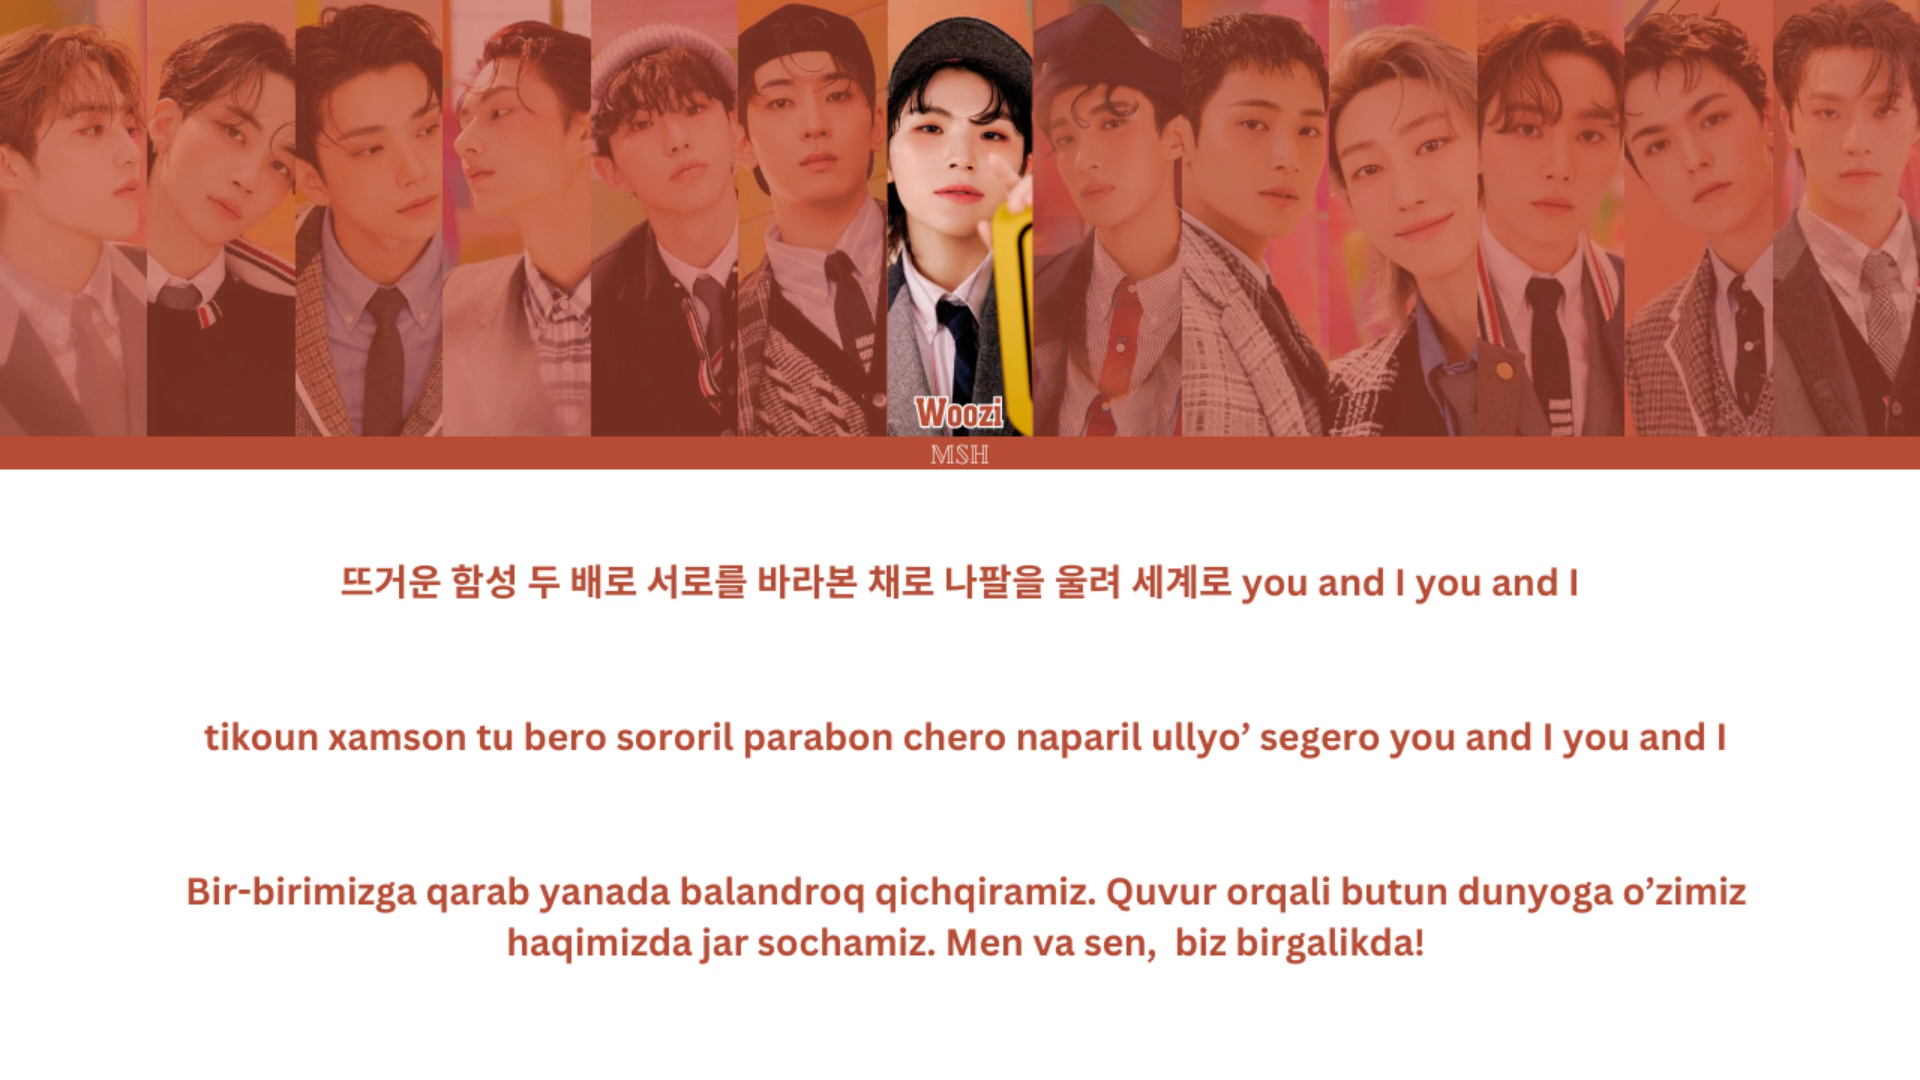 Woozi
MSH
뜨거운 함성 두 배로 서로를 바라본 채로 나팔을 울려 세계로 you and I you and I
tikoun xamson tu bero sororil parabon chero naparil ullyo’ segero you and I you and I
Bir-birimizga qarab yanada balandroq qichqiramiz. Quvur orqali butun dunyoga o’zimiz
haqimizda jar sochamiz. Men va sen,  biz birgalikda!